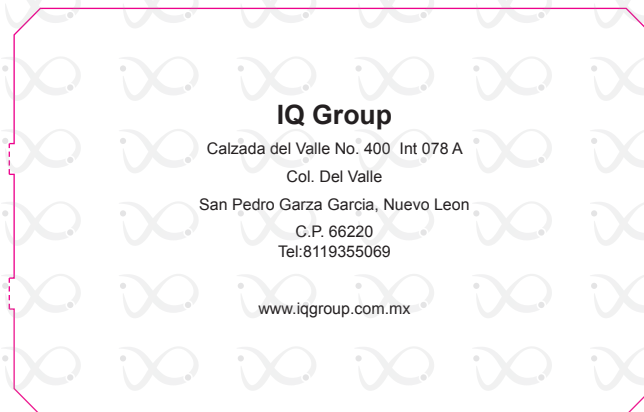 IQ Group
Calzada del Valle No. 400  Int 078 A
Col. Del Valle
San Pedro Garza Garcia, Nuevo Leon
C.P. 66220
Tel:8119355069
www.iqgroup.com.mx